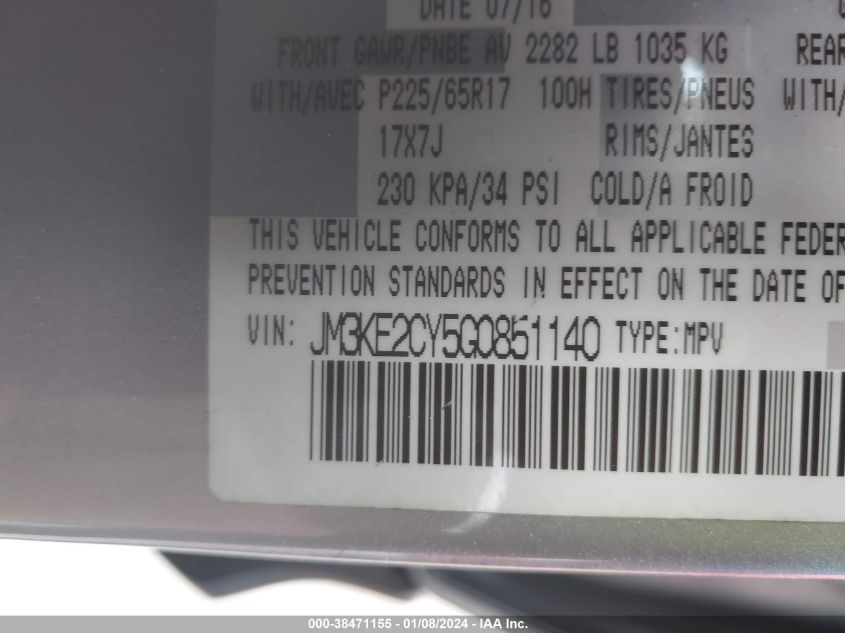 DATE 07/16
FRONT GAWR/PNBE AV 2282 LB 1035 KG REAR
WITH/AVEC P225/65R17 100H TIRES/PNEUS WITH/
17X7J RIMS/JANTES
230 KPA/34 PSI COLD/A FROID
THIS VEHICLE CONFORMS TO ALL APPLICABLE FEDER
PREVENTION STANDARDS IN EFFECT ON THE DATE OF
VIN: JM3KE2CY5G0851140 TYPE:MPV
000-38471155 - 01/08/2024 - IAA Inc.